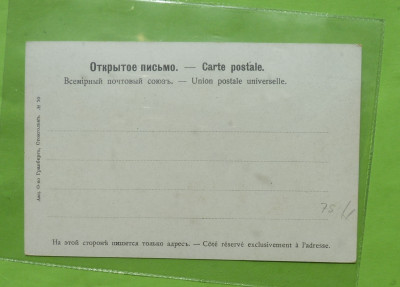 Открытое письмо. — Carte postale.
Всемірный почтовый союзъ. — Union postale universelle.
На этой сторонѣ пишется только адресъ. — Côté réservé exclusivement à l'adresse.
75